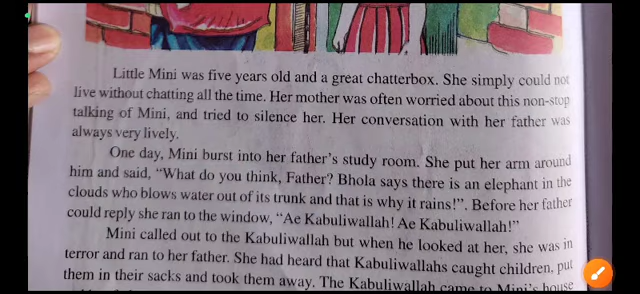 Little Mini was five years old and a great chatterbox. She simply could not
live without chatting all the time. Her mother was often worried about this non-stop
talking of Mini, and tried to silence her. Her conversation with her father was
always very lively.
One day, Mini burst into her father's study room. She put her arm around
him and said, “What do you think, Father? Bhola says there is an elephant in the
clouds who blows water out of its trunk and that is why it rains!”. Before her father
could reply she ran to the window, “Ae Kabuliwallah! Ae Kabuliwallah!”
Mini called out to the Kabuliwallah but when he looked at her, she was in
terror and ran to her father. She had heard that Kabuliwallahs caught children, put
them in their sacks and took them away. The Kabuliwallah came to Mini's house